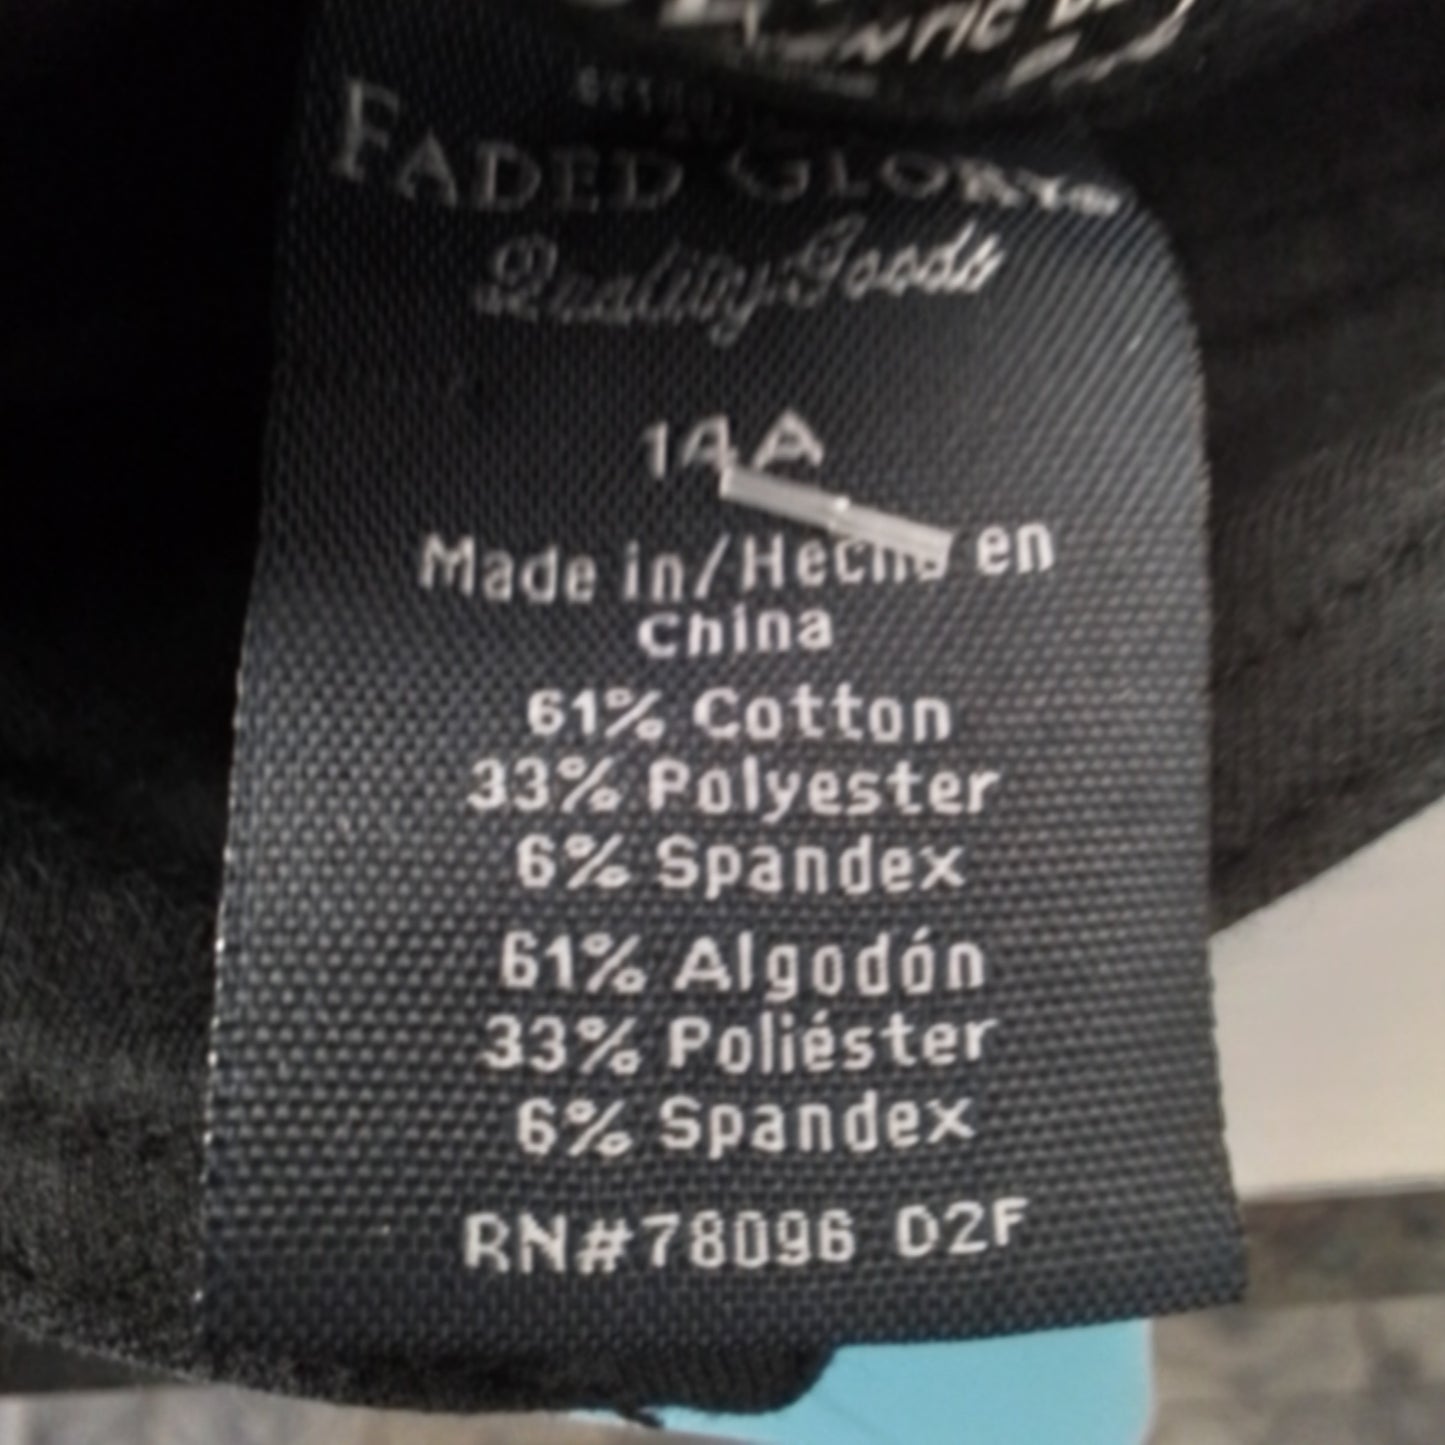 FADED GLORY
Quality Goods
Made in/Hecho en
China
61% Cotton
33% Polyester
6% Spandex
61% Algodón
33% Poliéster
6% Spandex
RN#78096 D2F